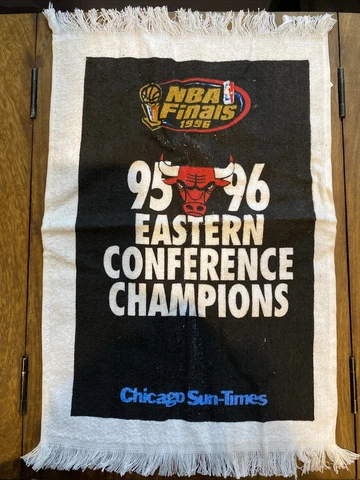 NBA
Finals
1996
95 96
EASTERN
CONFERENCE
CHAMPIONS
Chicago Sun-Times